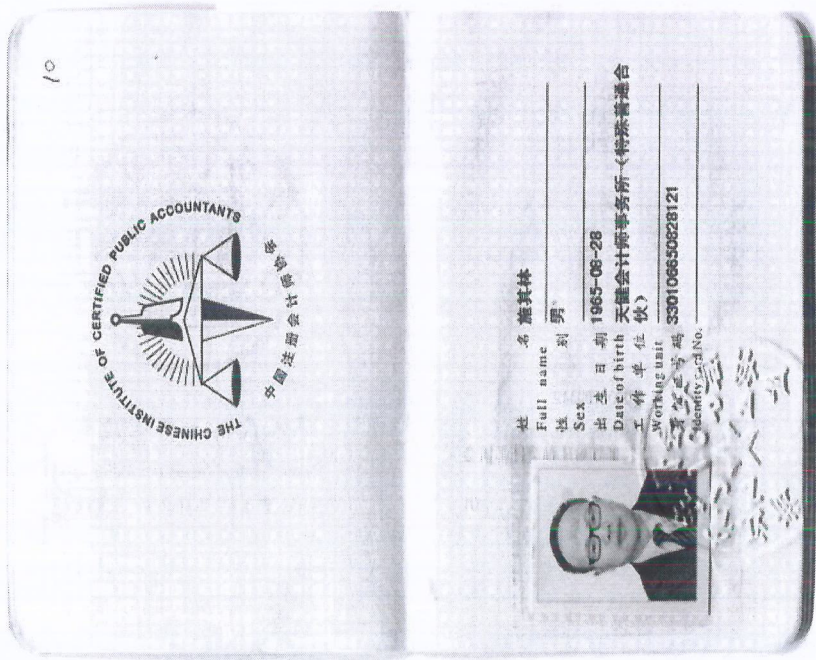 10
THE CHINESE INSTITUTE OF CERTIFIED PUBLIC ACCOUNTANTS
中国注册会计师协会
姓 名 施其林
Full name
性 别 男
Sex
出 生 日 期 1965-08-28
Date of birth
工 作 单 位 天健会计师事务所（特殊普通合伙）
Working unit
身份证号码 330106650828121
Identity card No.